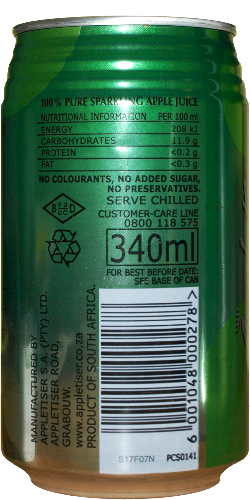 100% PURE SPARKLING APPLE JUICE
NUTRITIONAL INFORMATION PER 100 ml
ENERGY 208 kJ
CARBOHYDRATES 11.9 g
PROTEIN <0.2 g
FAT <0.3 g
NO COLOURANTS, NO ADDED SUGAR,
NO PRESERVATIVES.
SERVE CHILLED
CUSTOMER-CARE LINE
0800 118 575
340ml
FOR BEST BEFORE DATE:
SEE BASE OF CAN
MANUFACTURED BY
APPLETISER S.A. (PTY) LTD.
APPLETISER ROAD,
GRABOUW.
www.appletiser.co.za
PRODUCT OF SOUTH AFRICA.
6 001048 000278 >
S17F07N PCS0141